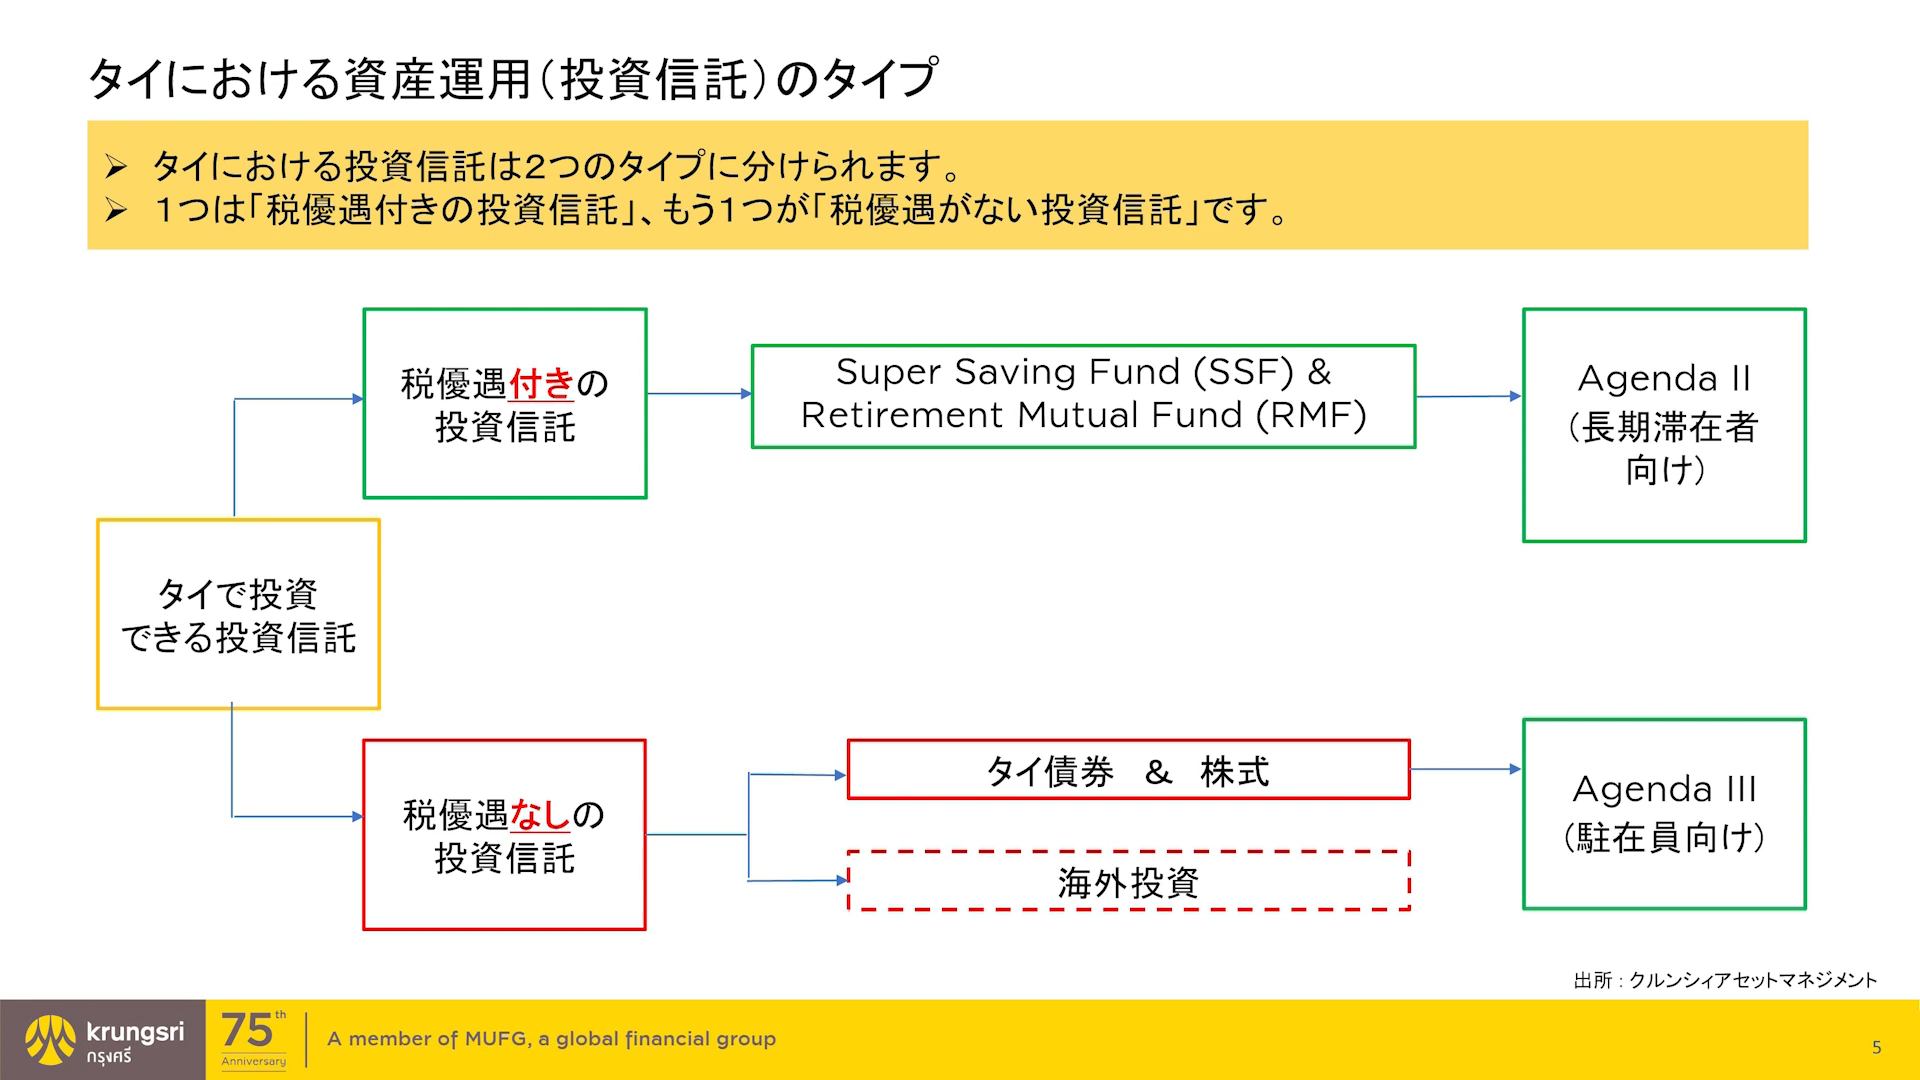 タイにおける資産運用（投資信託）のタイプ
➢ タイにおける投資信託は２つのタイプに分けられます。
➢ １つは「税優遇付きの投資信託」、もう１つが「税優遇がない投資信託」です。
税優遇付きの
投資信託
Super Saving Fund (SSF) &
Retirement Mutual Fund (RMF)
Agenda II
（長期滞在者
向け）
タイで投資
できる投資信託
税優遇なしの
投資信託
タイ債券　＆　株式
海外投資
Agenda III
（駐在員向け）
出所：クルンシィアセットマネジメント
krungsri
กรุงศรี
75th
Anniversary
A member of MUFG, a global financial group
5